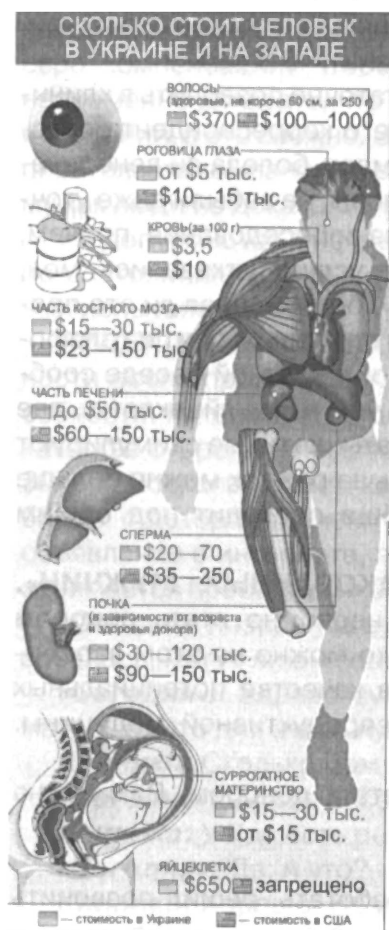 СКОЛЬКО СТОИТ ЧЕЛОВЕК
В УКРАИНЕ И НА ЗАПАДЕ
ВОЛОСЫ
(здоровые, не короче 60 см, за 250 г)
$370 $100—1000
РОГОВИЦА ГЛАЗА
от $5 тыс.
$10—15 тыс.
КРОВЬ (за 100 г)
$3,5
$10
ЧАСТЬ КОСТНОГО МОЗГА
$15—30 тыс.
$23—150 тыс.
ЧАСТЬ ПЕЧЕНИ
до $50 тыс.
$60—150 тыс.
СПЕРМА
$20—70
$35—250
ПОЧКА
(в зависимости от возраста
и здоровья донора)
$30—120 тыс.
$90—150 тыс.
СУРРОГАТНОЕ
МАТЕРИНСТВО
$15—30 тыс.
от $15 тыс.
ЯЙЦЕКЛЕТКА
$650 запрещено
— стоимость в Украине — стоимость в США